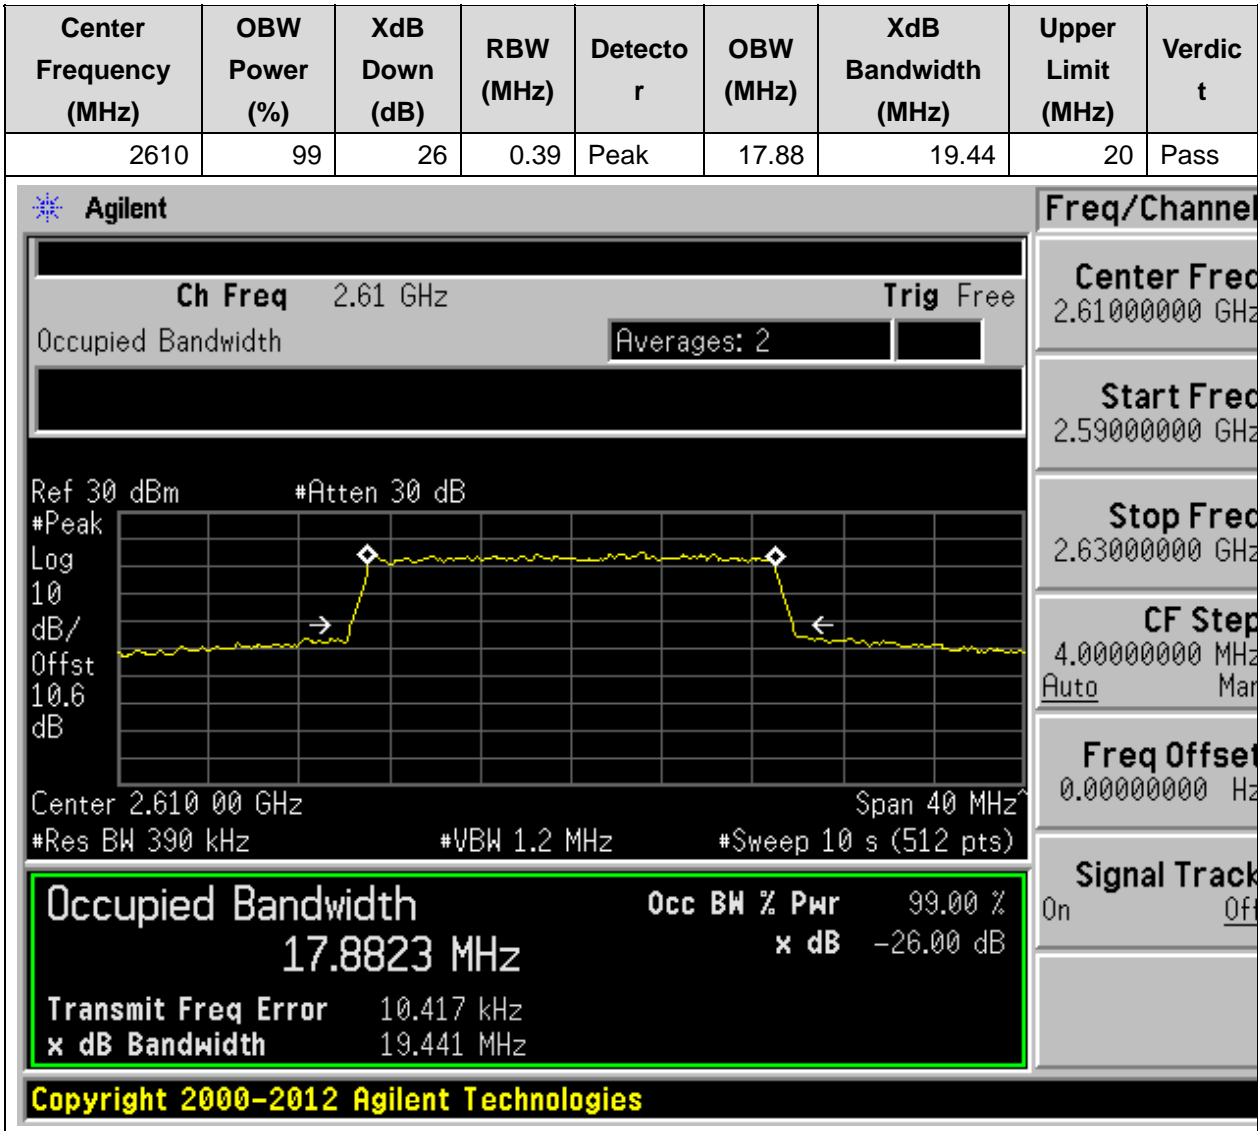 Center Frequency (MHz) OBW Power (%) XdB Down (dB) RBW (MHz) Detecto r OBW (MHz) XdB Bandwidth (MHz) Upper Limit (MHz) Verdic t
2610 99 26 0.39 Peak 17.88 19.44 20 Pass
Agilent
Freq/Channel
Ch Freq 2.61 GHz Trig Free
Occupied Bandwidth Averages: 2
Center Freq
2.61000000 GHz
Start Freq
2.59000000 GHz
Stop Freq
2.63000000 GHz
CF Step
4.00000000 MHz
Auto Man
Freq Offset
0.00000000 Hz
Signal Track
On Off
Ref 30 dBm #Atten 30 dB
#Peak
Log
10
dB/
Offst
10.6
dB
Center 2.610 00 GHz Span 40 MHz^
#Res BW 390 kHz #VBW 1.2 MHz #Sweep 10 s (512 pts)
Occupied Bandwidth Occ BW % Pwr 99.00 %
17.8823 MHz x dB -26.00 dB
Transmit Freq Error 10.417 kHz
x dB Bandwidth 19.441 MHz
Copyright 2000-2012 Agilent Technologies